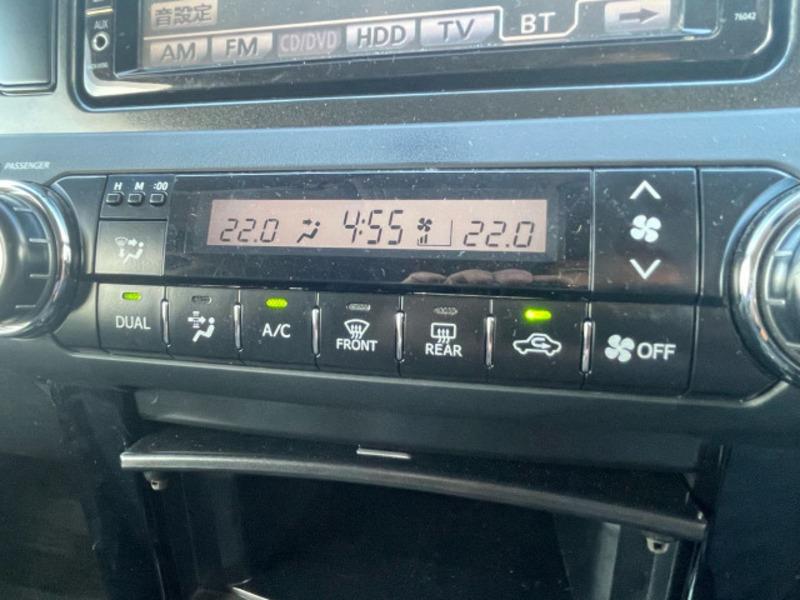 AUX
音設定
AM FM CD/DVD HDD TV BT
76042
PASSENGER
H M :00
22.0 4:55 22.0
DUAL A/C FRONT REAR OFF